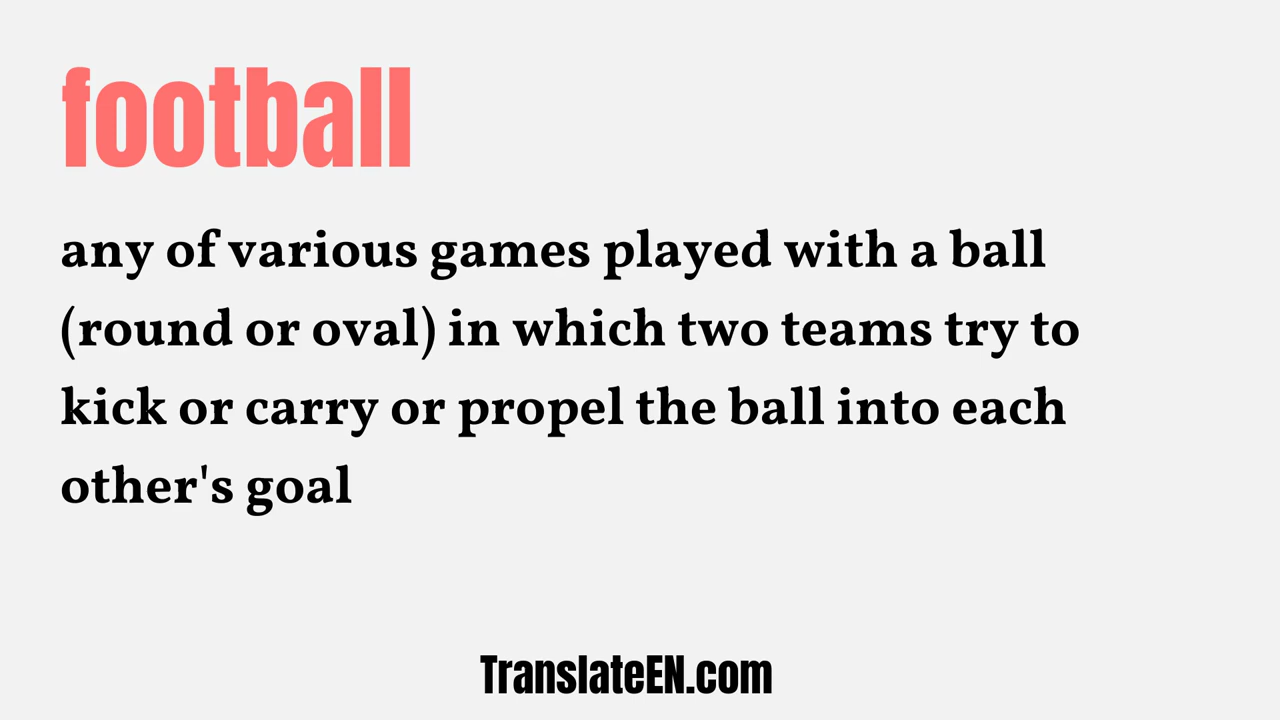 football
any of various games played with a ball
(round or oval) in which two teams try to
kick or carry or propel the ball into each
other's goal
TranslateEN.com